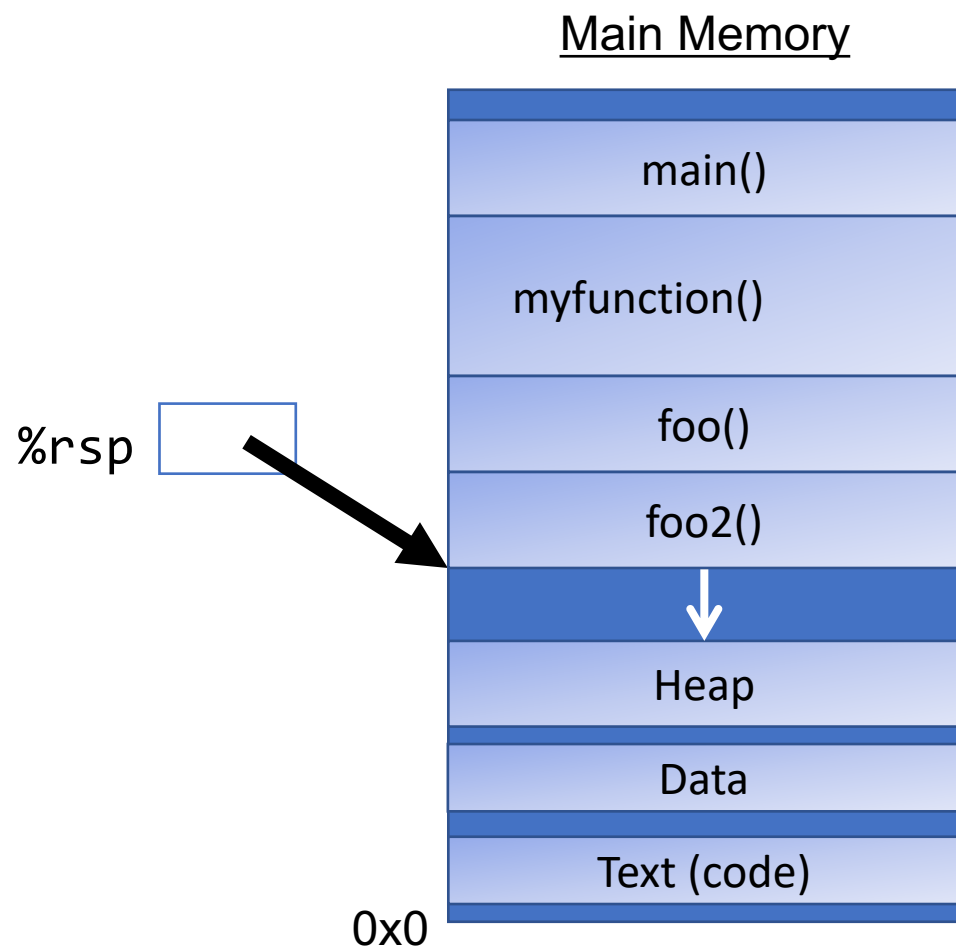 Main Memory
main()
myfunction()
foo()
%rsp
foo2()
Heap
Data
Text (code)
0x0